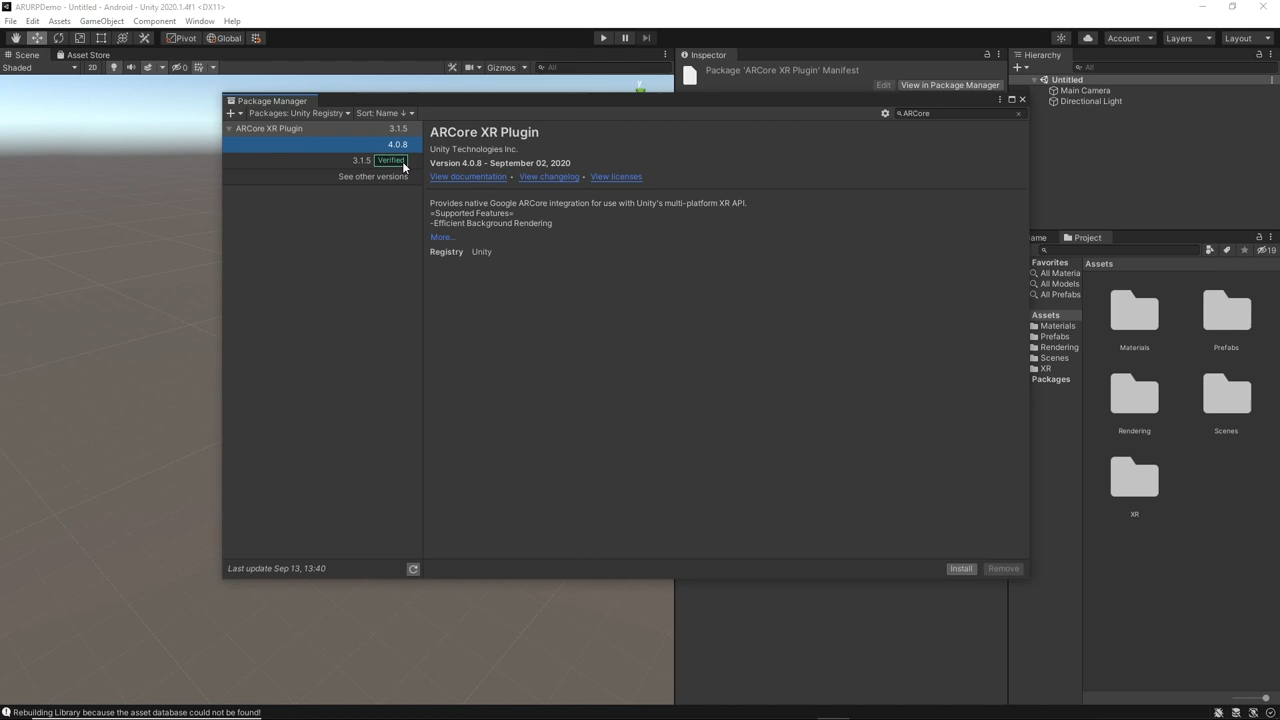 ARURPDemo - Untitled - Android - Unity 2020.1.4f1 <DX11>
File Edit Assets GameObject Component Window Help
Pivot Global Account Layers Layout
Scene Asset Store
Shaded 2D 0 Gizmos All
Inspector
Package 'ARCore XR Plugin' Manifest
Edit View in Package Manager
Hierarchy
All
Untitled
Main Camera
Directional Light
Package Manager
Packages: Unity Registry Sort: Name ↓ ARCore
ARCore XR Plugin 3.1.5
4.0.8
3.1.5 Verified
See other versions
Last update Sep 13, 13:40
ARCore XR Plugin
Unity Technologies Inc.
Version 4.0.8 - September 02, 2020
View documentation • View changelog • View licenses
Provides native Google ARCore integration for use with Unity's multi-platform XR API.
=Supported Features=
-Efficient Background Rendering
More...
Registry Unity
Install Remove
ame Project
19
Favorites
All Materia
All Models
All Prefabs
Assets
Materials
Prefabs
Rendering
Scenes
XR
Packages
Assets
Materials Prefabs
Rendering Scenes
XR
Rebuilding Library because the asset database could not be found!